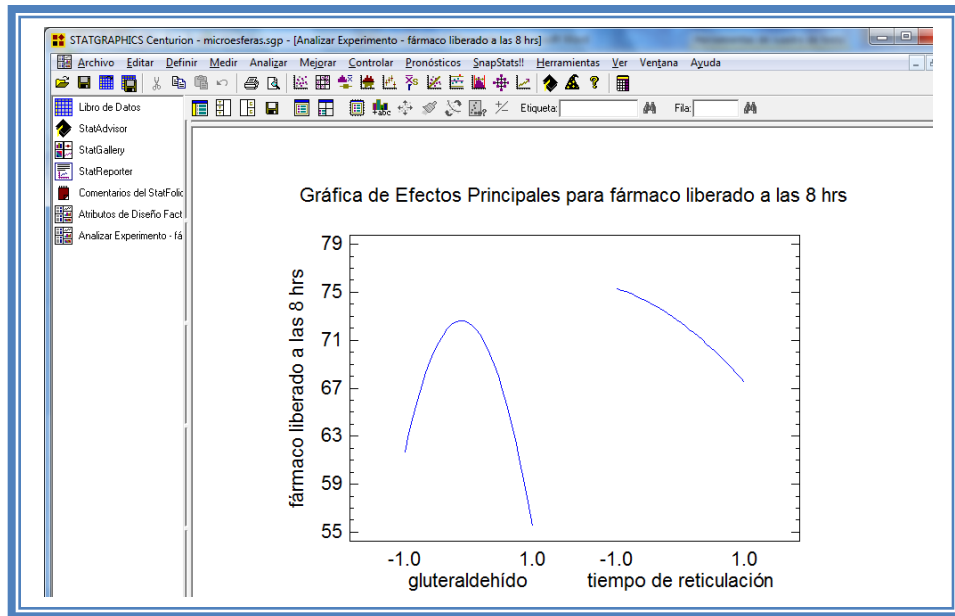 STATGRAPHICS Centurion - microesferas.sgp - [Analizar Experimento - fármaco liberado a las 8 hrs]
Archivo Editar Definir Medir Analizar Mejorar Controlar Pronósticos SnapStats!! Herramientas Ver Ventana Ayuda
Etiqueta: Fila:
Libro de Datos
StatAdvisor
StatGallery
StatReporter
Comentarios del StatFolic
Atributos de Diseño Fact
Analizar Experimento - fá
Gráfica de Efectos Principales para fármaco liberado a las 8 hrs
fármaco liberado a las 8 hrs
79
75
71
67
63
59
55
-1.0 1.0 -1.0 1.0
gluteraldehído tiempo de reticulación